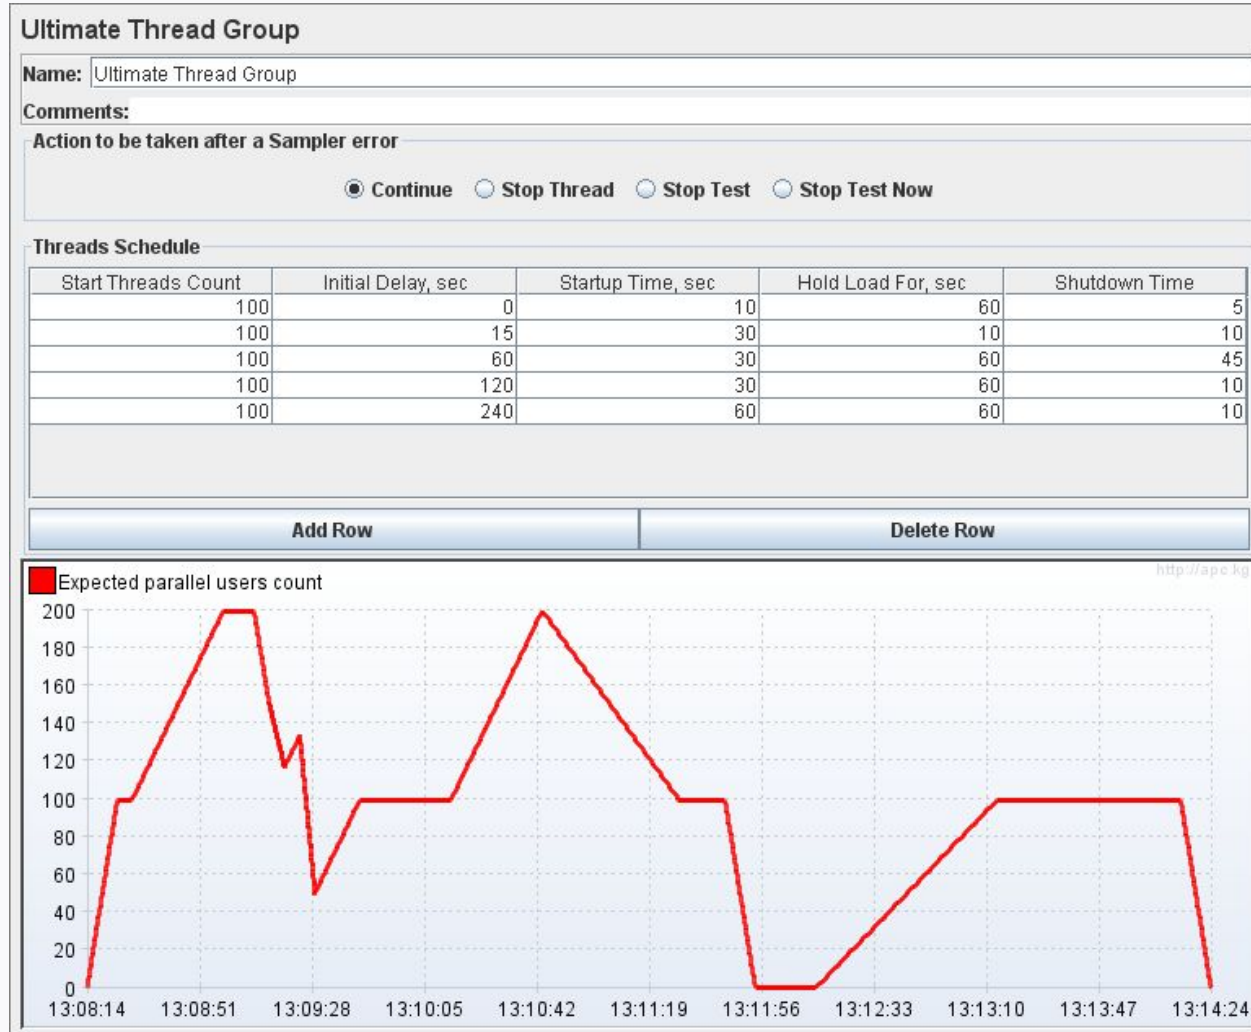 Ultimate Thread Group
Name: Ultimate Thread Group
Comments:
Action to be taken after a Sampler error
Continue Stop Thread Stop Test Stop Test Now
Threads Schedule
Start Threads Count Initial Delay, sec Startup Time, sec Hold Load For, sec Shutdown Time
100 0 10 60 5
100 15 30 10 10
100 60 30 60 45
100 120 30 60 10
100 240 60 60 10
Add Row Delete Row
http://apc.kg
Expected parallel users count
200
180
160
140
120
100
80
60
40
20
0
13:08:14 13:08:51 13:09:28 13:10:05 13:10:42 13:11:19 13:11:56 13:12:33 13:13:10 13:13:47 13:14:24